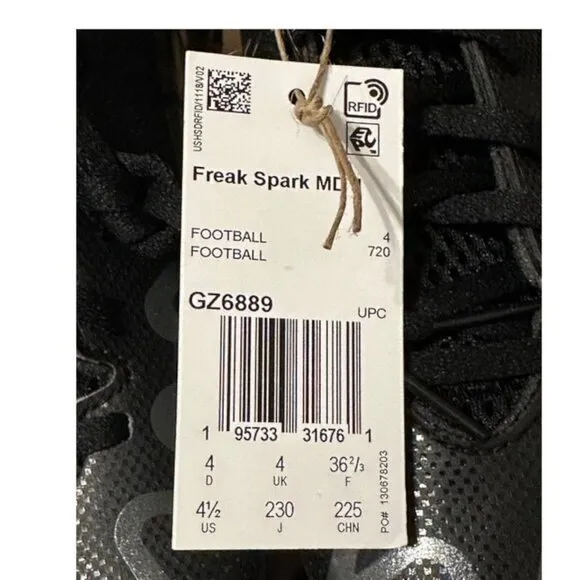 USHSDRFID/1118/V02
RFID
EPC
Freak Spark MD
FOOTBALL 4
FOOTBALL 720
GZ6889
UPC
1 95733 31676 1
4 4 36⅔
D UK F
4½ 230 225
US J CHN
PO# 130678203